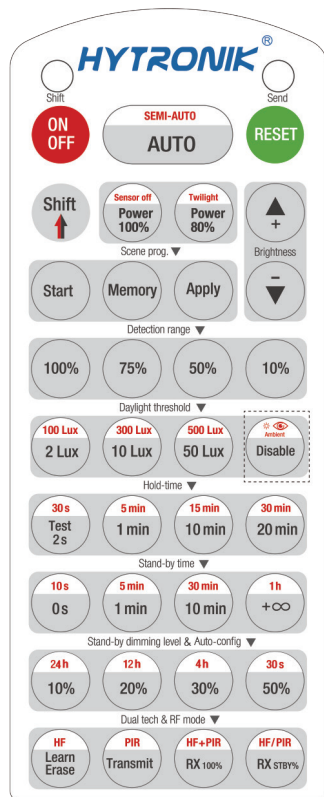 HYTRONIK®
Shift
Send
ON
OFF
SEMI-AUTO
AUTO
RESET
Shift
Sensor off
Power
100%
Twilight
Power
80%
+
Brightness
−
Scene prog. ▼
Start
Memory
Apply
Detection range ▼
100%
75%
50%
10%
Daylight threshold ▼
100 Lux
2 Lux
300 Lux
10 Lux
500 Lux
50 Lux
Ambient
Disable
Hold-time ▼
30 s
Test
2 s
5 min
1 min
15 min
10 min
30 min
20 min
Stand-by time ▼
10 s
0 s
5 min
1 min
30 min
10 min
1 h
+∞
Stand-by dimming level & Auto-config ▼
24 h
10%
12 h
20%
4 h
30%
30 s
50%
Dual tech & RF mode ▼
HF
Learn
Erase
PIR
Transmit
HF+PIR
RX 100%
HF/PIR
RX STBY%